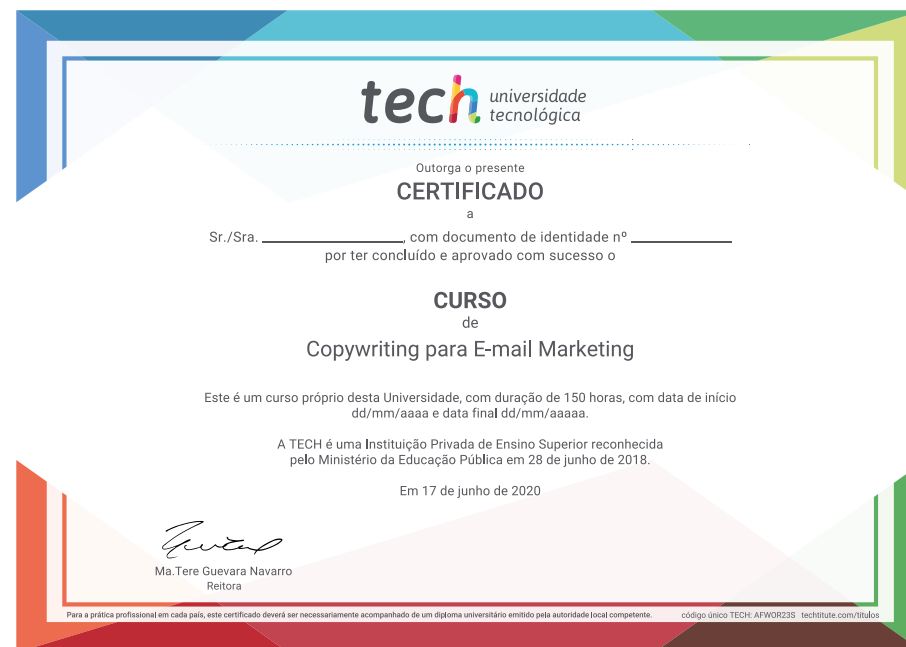 tech universidade
tecnológica
Outorga o presente
CERTIFICADO
a
Sr./Sra. ______________, com documento de identidade nº __________
por ter concluído e aprovado com sucesso o
CURSO
de
Copywriting para E-mail Marketing
Este é um curso próprio desta Universidade, com duração de 150 horas, com data de início
dd/mm/aaaa e data final dd/mm/aaaaa.
A TECH é uma Instituição Privada de Ensino Superior reconhecida
pelo Ministério da Educação Pública em 28 de junho de 2018.
Em 17 de junho de 2020
Ma.Tere Guevara Navarro
Reitora
Para a prática profissional em cada país, este certificado deverá ser necessariamente acompanhado de um diploma universitário emitido pela autoridade local competente. código único TECH: AFWOR23S techtitute.com/titulos